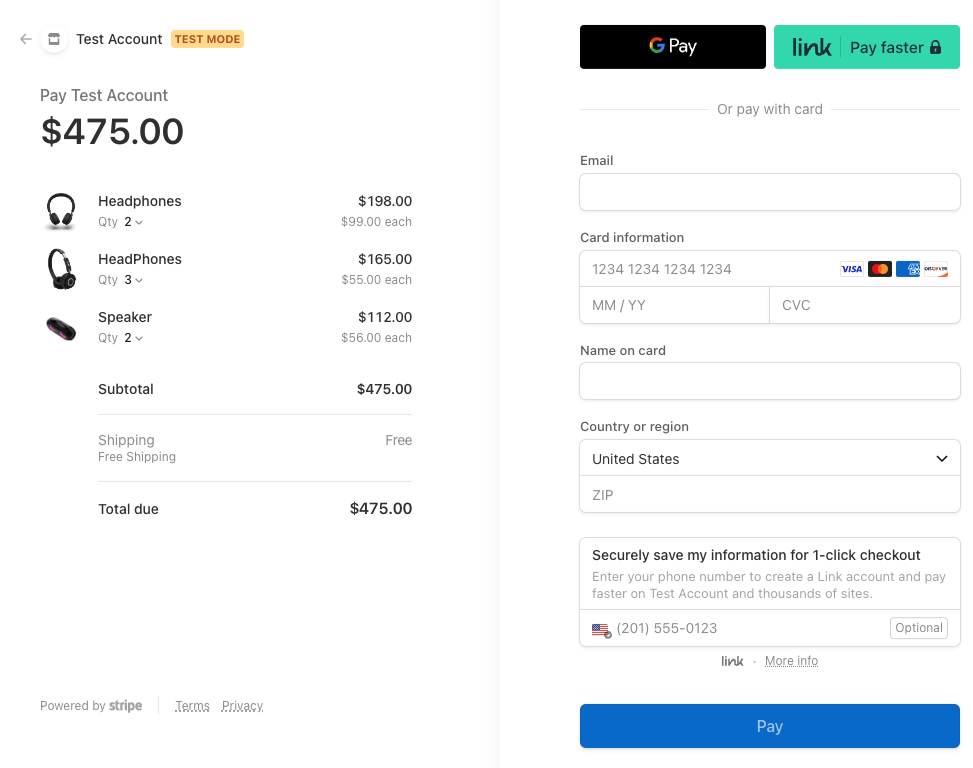 Test Account TEST MODE
Pay Test Account
$475.00
Headphones $198.00
Qty 2 $99.00 each
HeadPhones $165.00
Qty 3 $55.00 each
Speaker $112.00
Qty 2 $56.00 each
Subtotal $475.00
Shipping Free
Free Shipping
Total due $475.00
Powered by stripe Terms Privacy
G Pay link Pay faster
Or pay with card
Email
Card information
1234 1234 1234 1234 VISA AMEX DISCOVER
MM / YY CVC
Name on card
Country or region
United States
ZIP
Securely save my information for 1-click checkout
Enter your phone number to create a Link account and pay
faster on Test Account and thousands of sites.
(201) 555-0123 Optional
link · More info
Pay